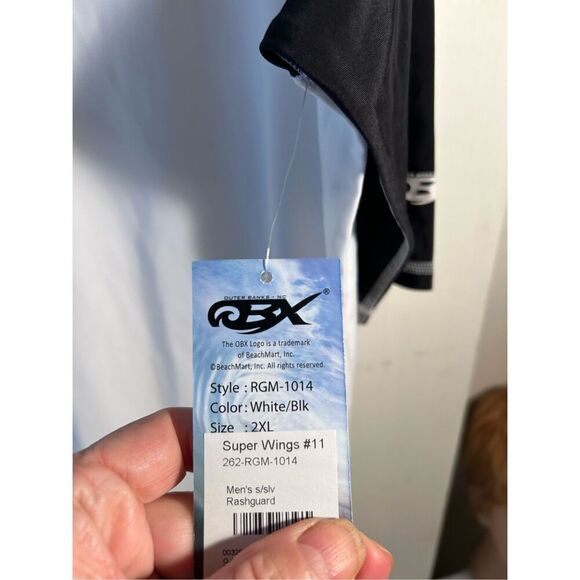 OUTER BANKS - NC
OBX ®
The OBX Logo is a trademark
of BeachMart, Inc.
©BeachMart, Inc. All rights reserved.
Style : RGM-1014
Color: White/Blk
Size : 2XL
Super Wings #11
262-RGM-1014
Men's s/slv
Rashguard